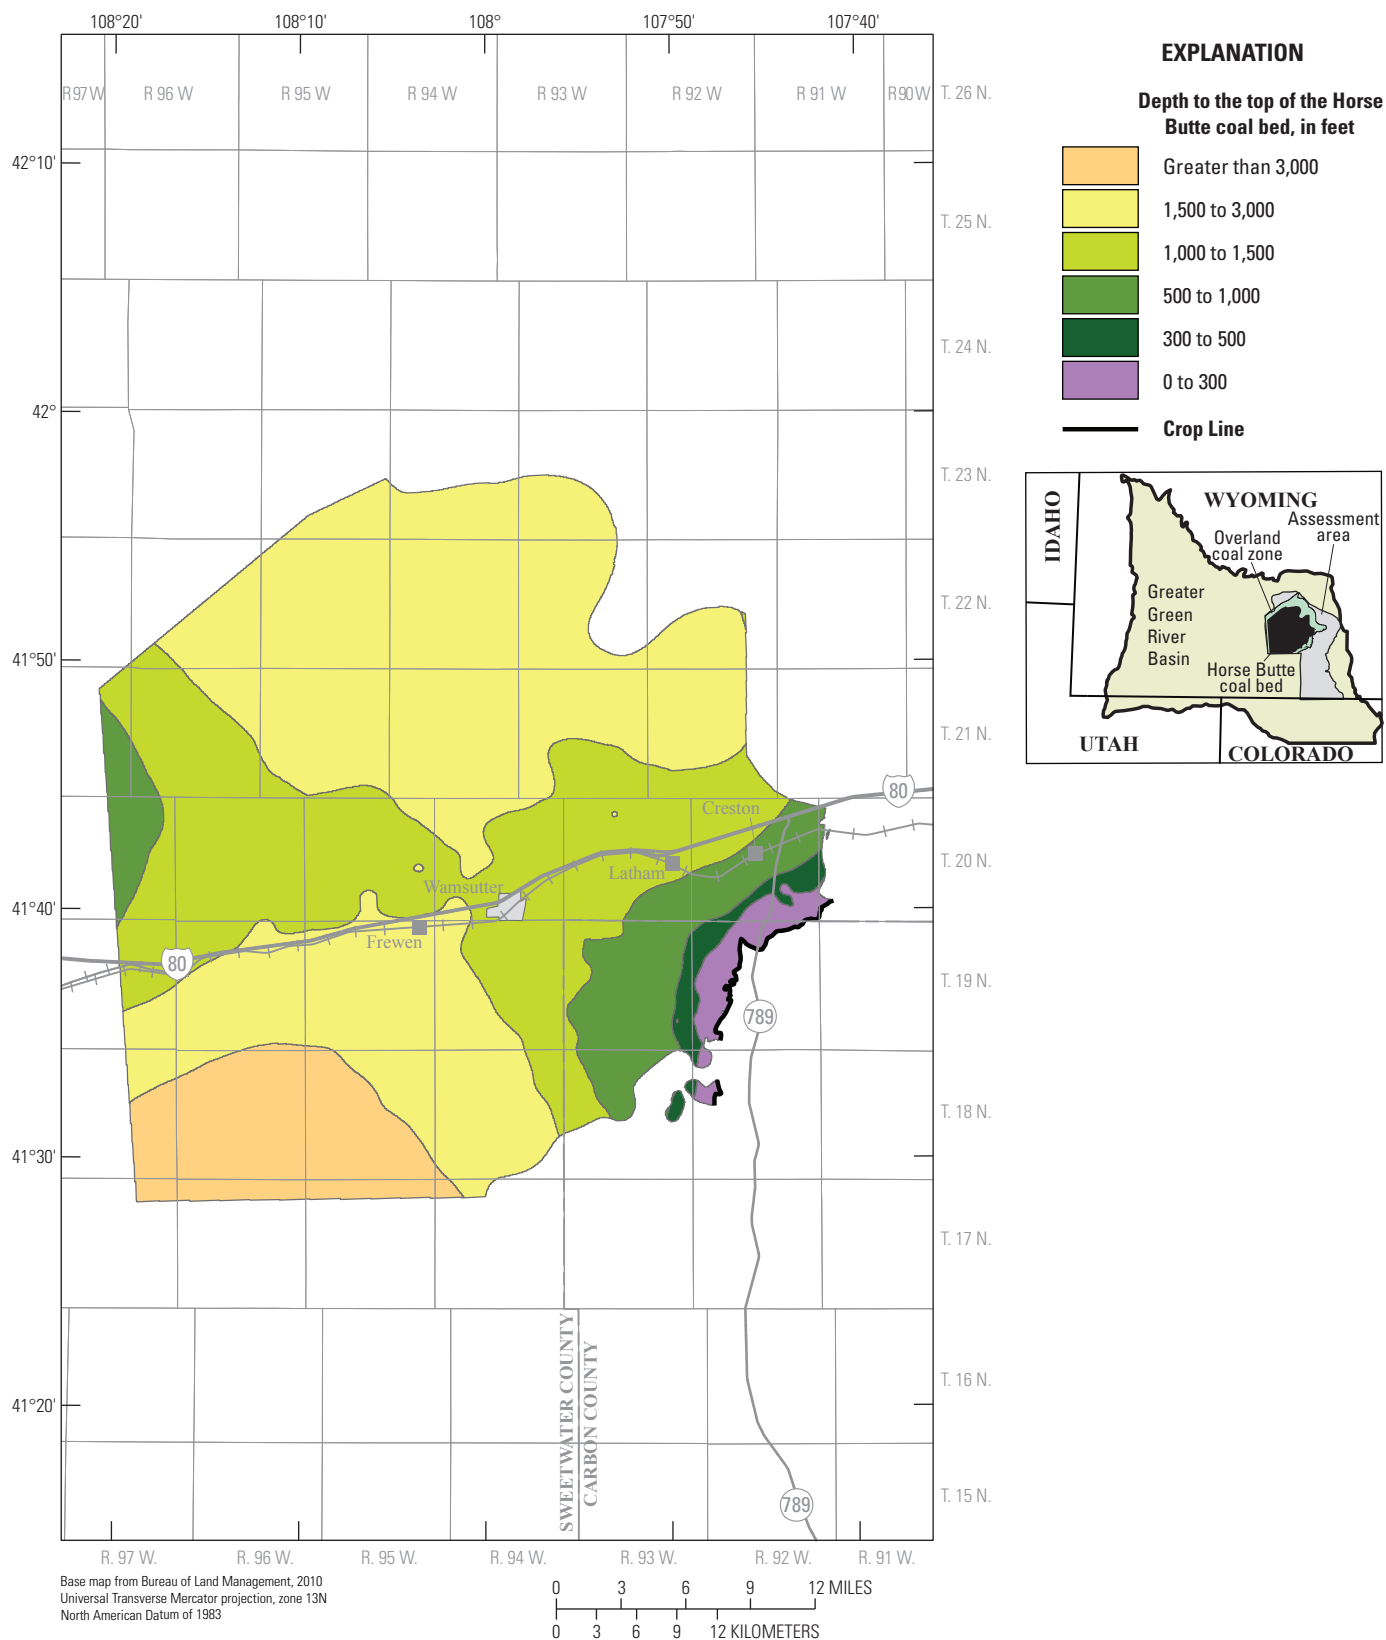 108°20'
108°10'
108°
107°50'
107°40'
R97W
R 96 W
R 95 W
R 94 W
R 93 W
R 92 W
R 91 W
R90W
T. 26 N.
42°10'
T. 25 N.
T. 24 N.
42°
T. 23 N.
T. 22 N.
41°50'
T. 21 N.
80
Creston
T. 20 N.
Latham
Wamsutter
41°40'
Frewen
80
T. 19 N.
789
T. 18 N.
41°30'
T. 17 N.
SWEETWATER COUNTY
CARBON COUNTY
T. 16 N.
41°20'
T. 15 N.
789
R. 97 W.
R. 96 W.
R. 95 W.
R. 94 W.
R. 93 W.
R. 92 W.
R. 91 W.
Base map from Bureau of Land Management, 2010
Universal Transverse Mercator projection, zone 13N
North American Datum of 1983
0 3 6 9 12 MILES
0 3 6 9 12 KILOMETERS
EXPLANATION
Depth to the top of the Horse
Butte coal bed, in feet
Greater than 3,000
1,500 to 3,000
1,000 to 1,500
500 to 1,000
300 to 500
0 to 300
Crop Line
IDAHO
WYOMING
Assessment
area
Overland
coal zone
Greater
Green
River
Basin
Horse Butte
coal bed
UTAH
COLORADO